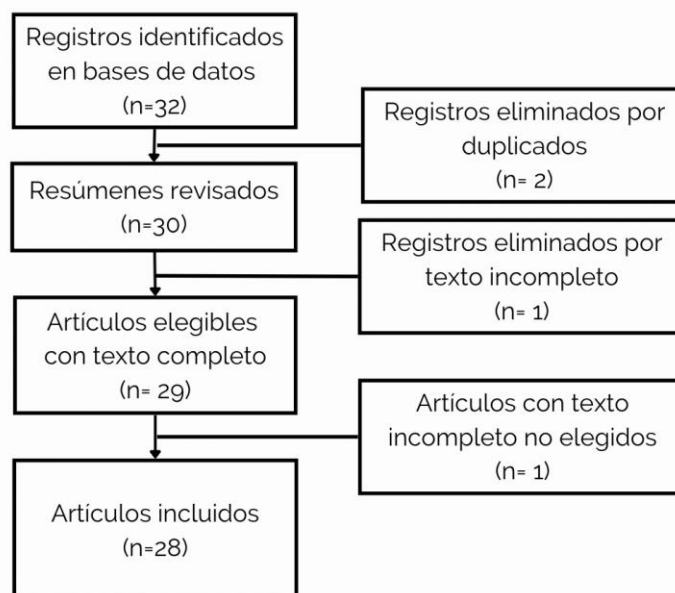 Registros identificados
en bases de datos
(n=32)
Registros eliminados por
duplicados
(n= 2)
Resúmenes revisados
(n=30)
Registros eliminados por
texto incompleto
(n= 1)
Artículos elegibles
con texto completo
(n= 29)
Artículos con texto
incompleto no elegidos
(n= 1)
Artículos incluidos
(n=28)